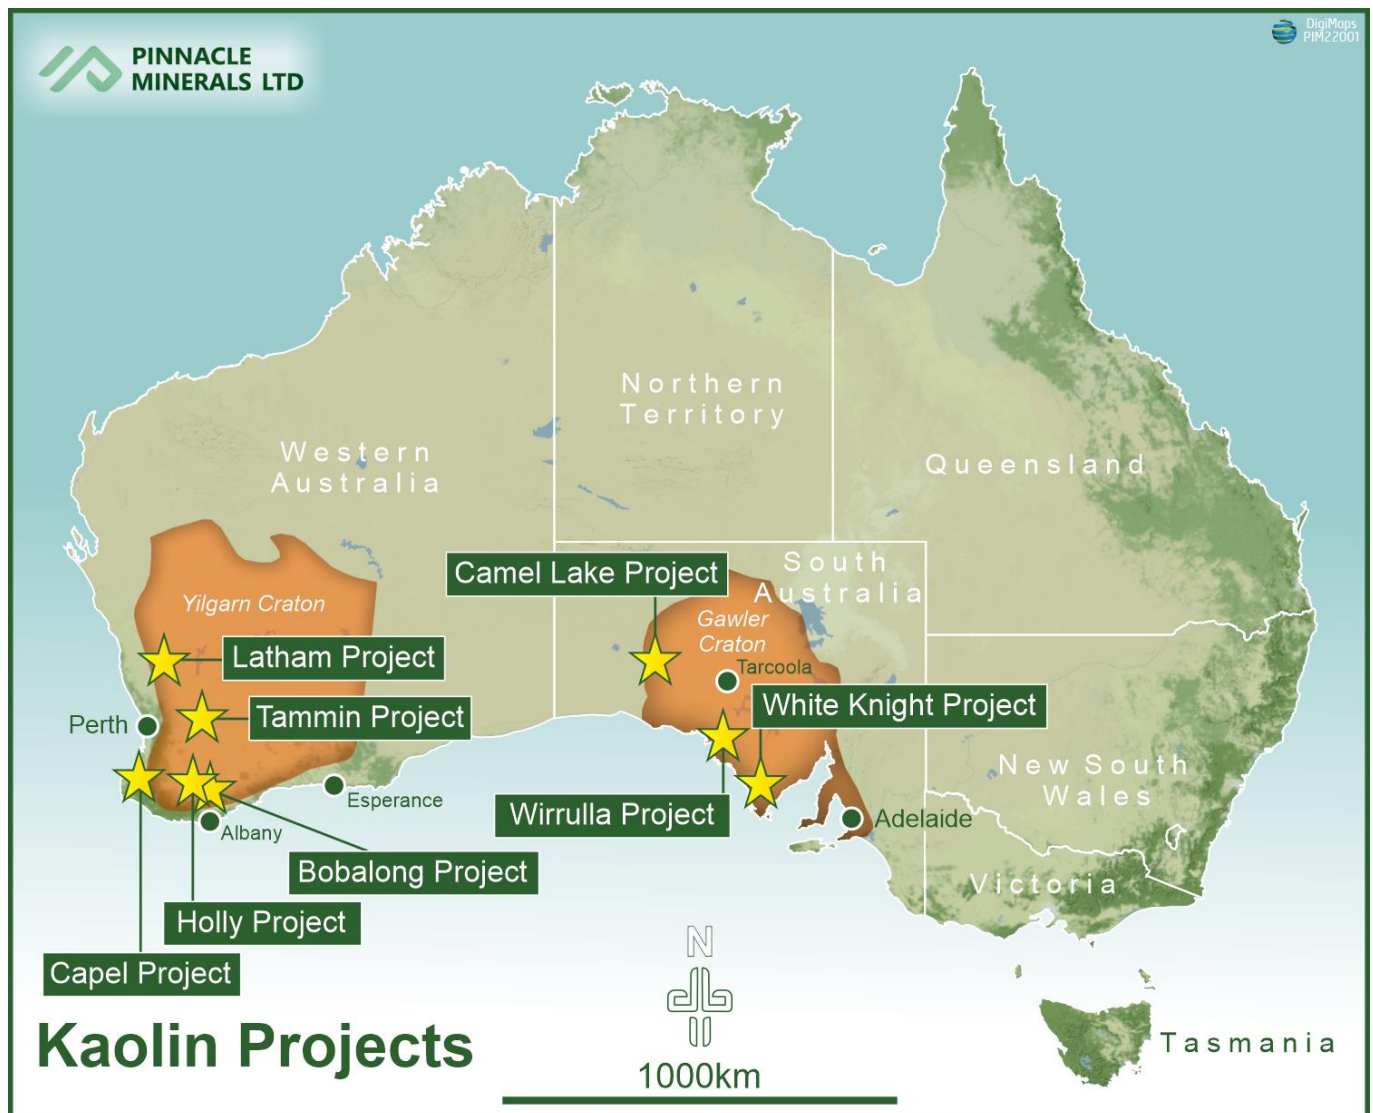 PINNACLE
MINERALS LTD
DigiMaps
PIM22001
Northern
Territory
Western
Australia
Queensland
South
Australia
Camel Lake Project
Yilgarn Craton
Gawler
Craton
Latham Project
Tarcoola
White Knight Project
Tammin Project
Perth
New South
Wales
Esperance
Wirrulla Project
Adelaide
Albany
Bobalong Project
Victoria
Holly Project
Capel Project
N
Kaolin Projects
Tasmania
1000km